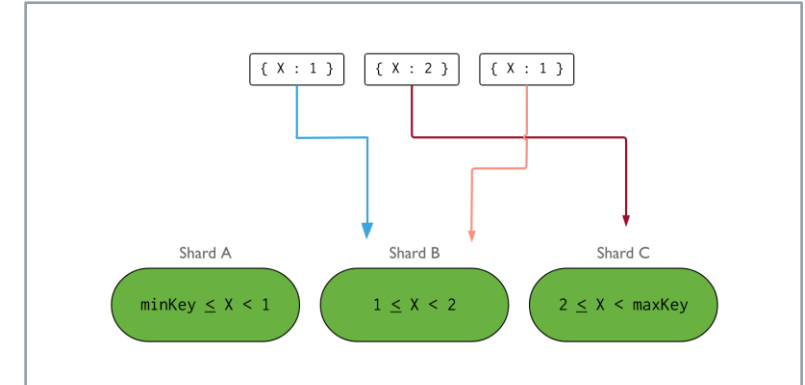 { X : 1 }
{ X : 2 }
{ X : 1 }
Shard A
Shard B
Shard C
minKey ≤ X < 1
1 ≤ X < 2
2 ≤ X < maxKey